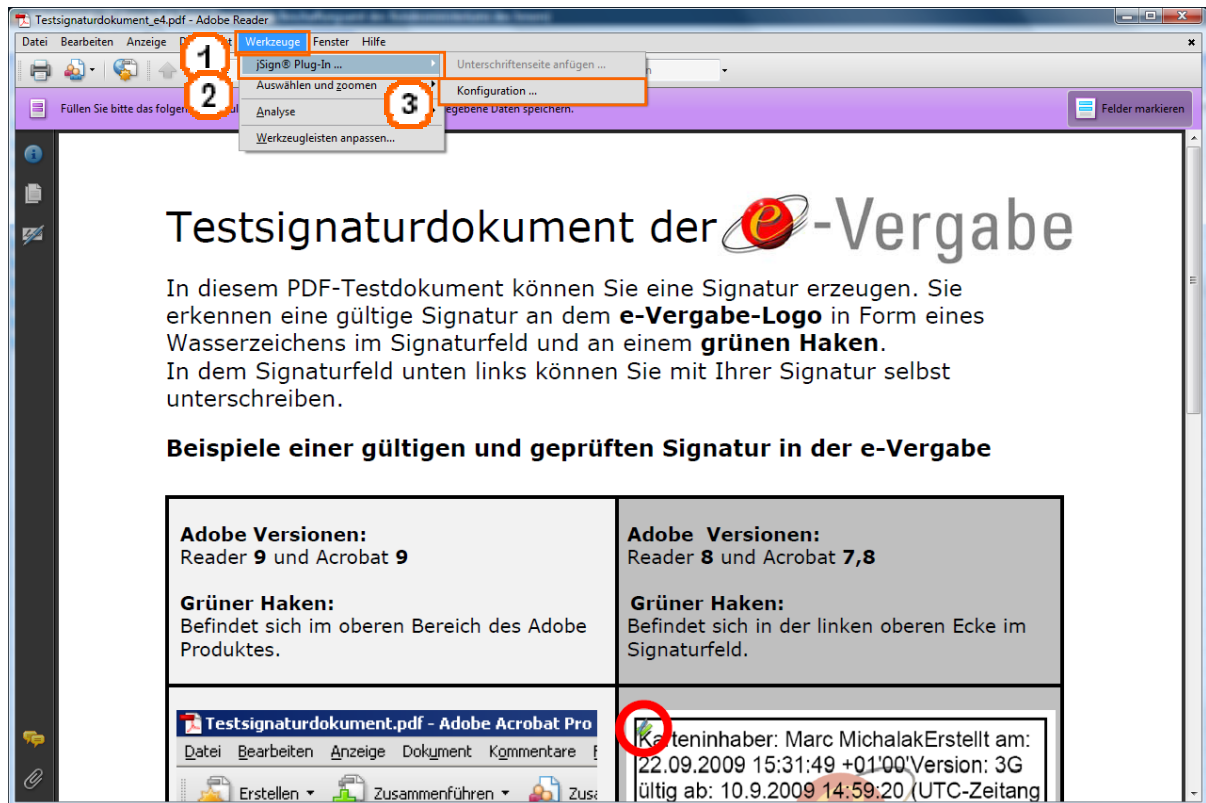 Testsignaturdokument_e4.pdf - Adobe Reader
Datei Bearbeiten Anzeige Werkzeuge Fenster Hilfe
1
jSign® Plug-In ...
Unterschriftenseite anfügen ...
2
Auswählen und zoomen
3
Konfiguration ...
Füllen Sie bitte das
egebene Daten speichern.
Felder markieren
Analyse
Werkzeugleisten anpassen...
Testsignaturdokument der e-Vergabe
In diesem PDF-Testdokument können Sie eine Signatur erzeugen. Sie
erkennen eine gültige Signatur an dem e-Vergabe-Logo in Form eines
Wasserzeichens im Signaturfeld und an einem grünen Haken.
In dem Signaturfeld unten links können Sie mit Ihrer Signatur selbst
unterschreiben.
Beispiele einer gültigen und geprüften Signatur in der e-Vergabe
Adobe Versionen:
Reader 9 und Acrobat 9
Grüner Haken:
Befindet sich im oberen Bereich des Adobe
Produktes.
Adobe Versionen:
Reader 8 und Acrobat 7,8
Grüner Haken:
Befindet sich in der linken oberen Ecke im
Signaturfeld.
Testsignaturdokument.pdf - Adobe Acrobat Pro
Datei Bearbeiten Anzeige Dokument Kommentare
Erstellen Zusammenführen Zusa
Karteninhaber: Marc MichalakErstellt am:
22.09.2009 15:31:49 +01'00'Version: 3G
ültig ab: 10.9.2009 14:59:20 (UTC-Zeitang